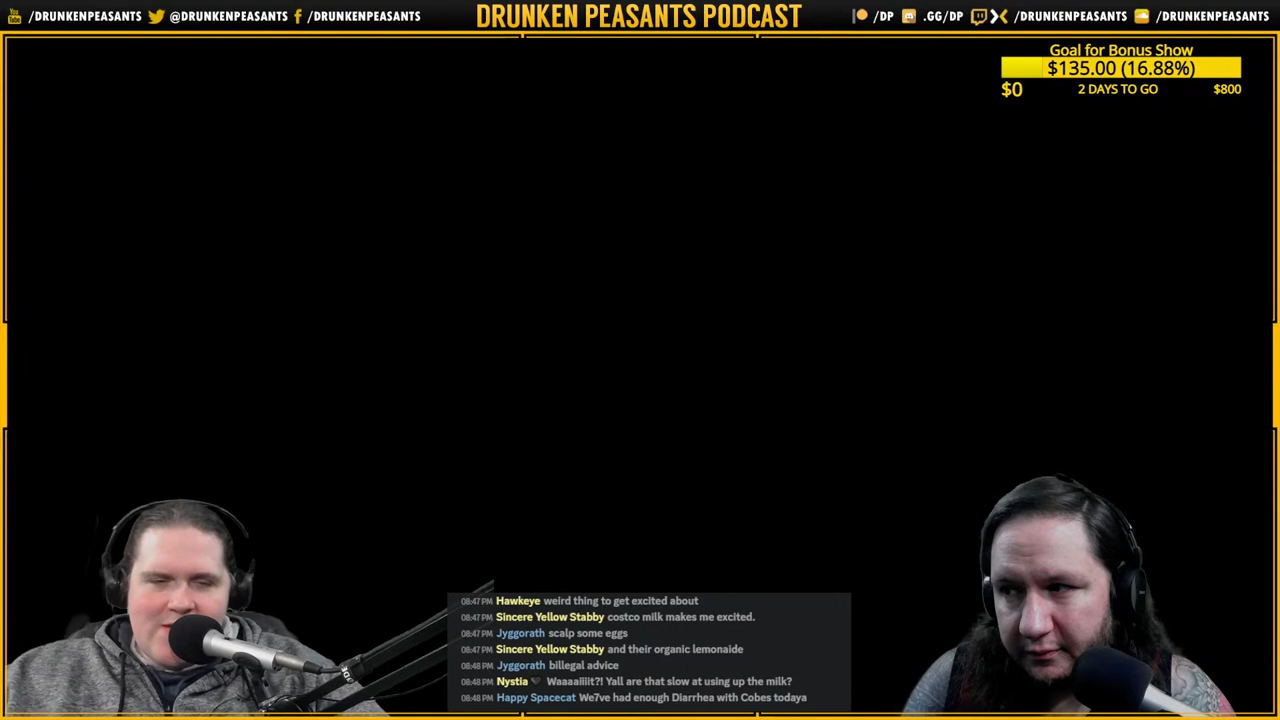 You Tube /DRUNKENPEASANTS @DRUNKENPEASANTS /DRUNKENPEASANTS DRUNKEN PEASANTS PODCAST /DP .GG/DP /DRUNKENPEASANTS /DRUNKENPEASANTS
Goal for Bonus Show
$135.00 (16.88%)
$0 2 DAYS TO GO $800
08:47 PM Hawkeye weird thing to get excited about
08:47 PM Sincere Yellow Stabby costco milk makes me excited.
08:47 PM Jyggorath scalp some eggs
08:47 PM Sincere Yellow Stabby and their organic lemonaide
08:48 PM Jyggorath billegal advice
08:48 PM Nystia Waaaaiiiit?! Yall are that slow at using up the milk?
08:48 PM Happy Spacecat We7ve had enough Diarrhea with Cobes todaya